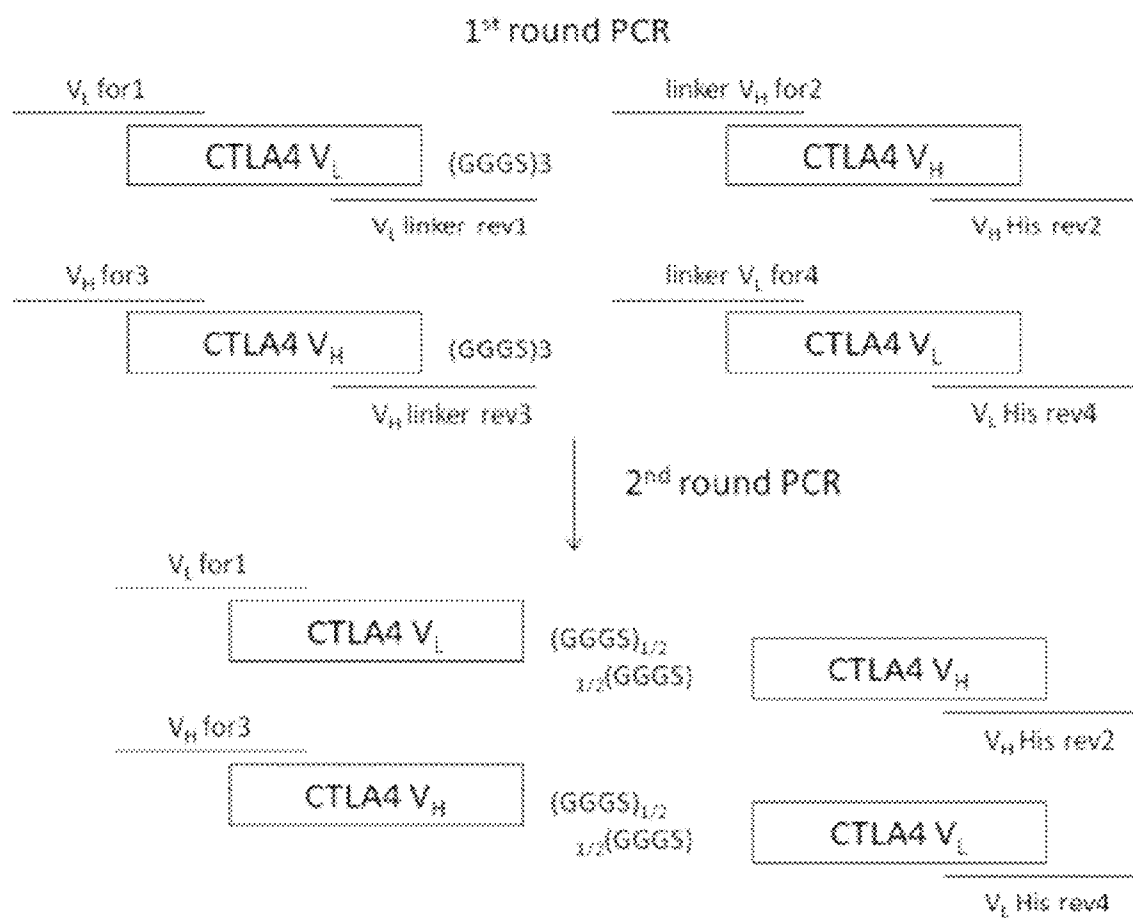 1st round PCR
VL for1
linker VH for2
CTLA4 VL
(GGGS)3
CTLA4 VH
VL linker rev1
VH His rev2
VH for3
linker VL for4
CTLA4 VH
(GGGS)3
CTLA4 VL
VH linker rev3
VL His rev4
2nd round PCR
VL for1
CTLA4 VL
(GGGS)1/2
1/2(GGGS)
CTLA4 VH
VH His rev2
VH for3
CTLA4 VH
(GGGS)1/2
1/2(GGGS)
CTLA4 VL
VL His rev4